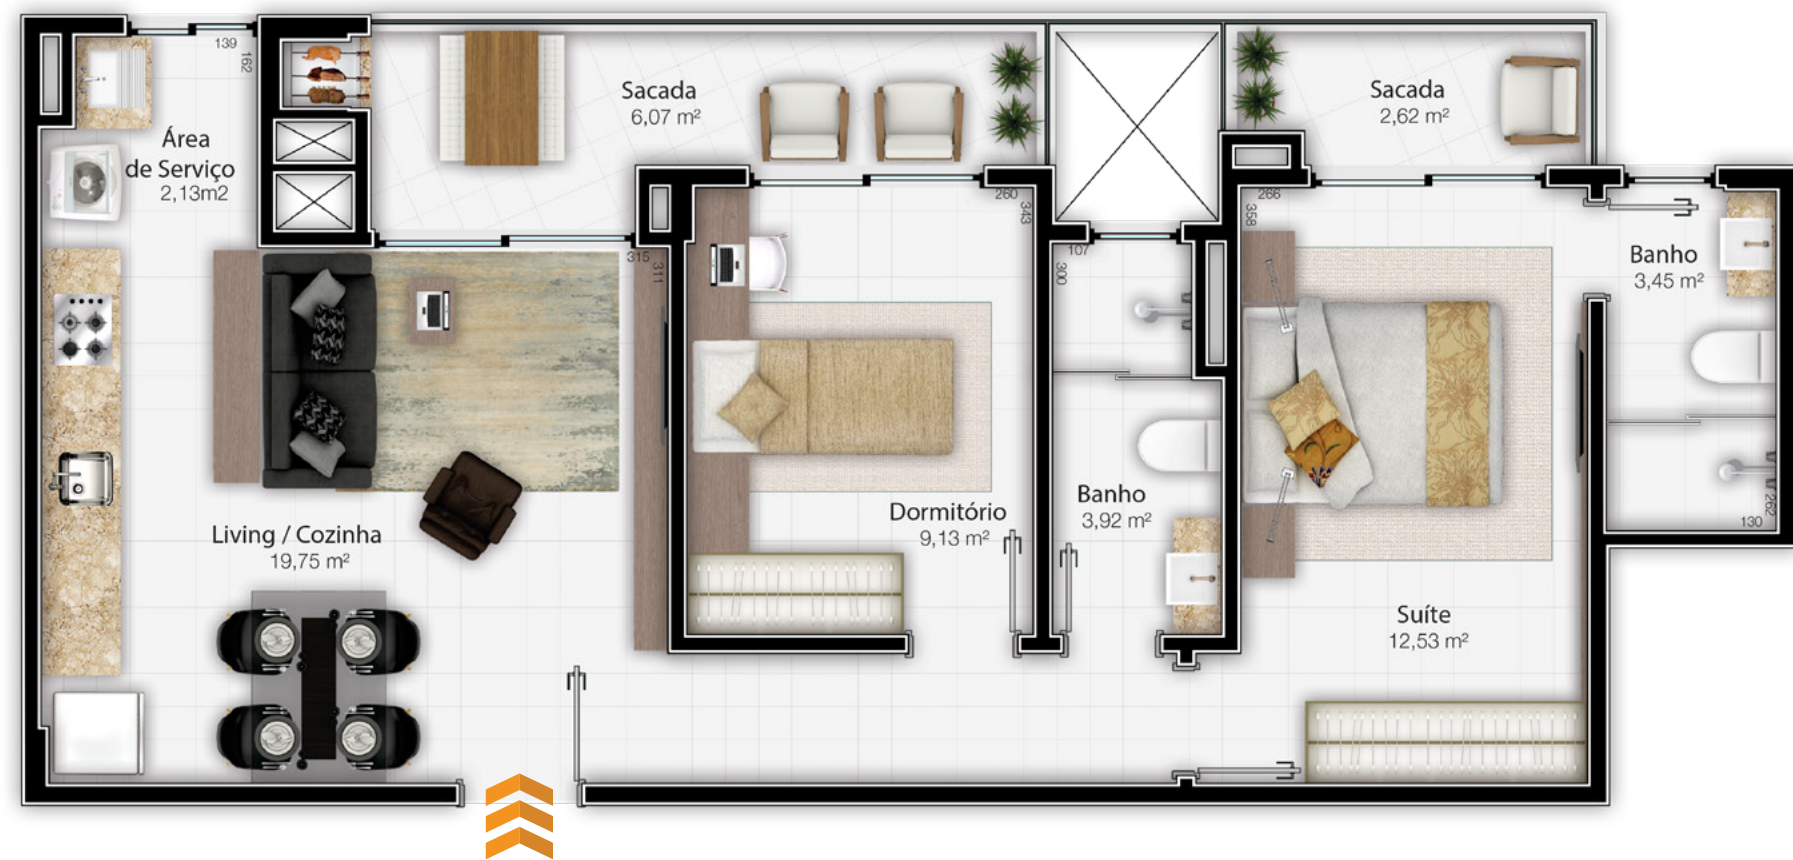 139
162
Sacada
6,07 m²
Sacada
2,62 m²
Área
de Serviço
2,13m2
260
343
266
358
315
311
107
300
Banho
3,45 m²
Living / Cozinha
19,75 m²
Dormitório
9,13 m²
Banho
3,92 m²
262
130
Suíte
12,53 m²